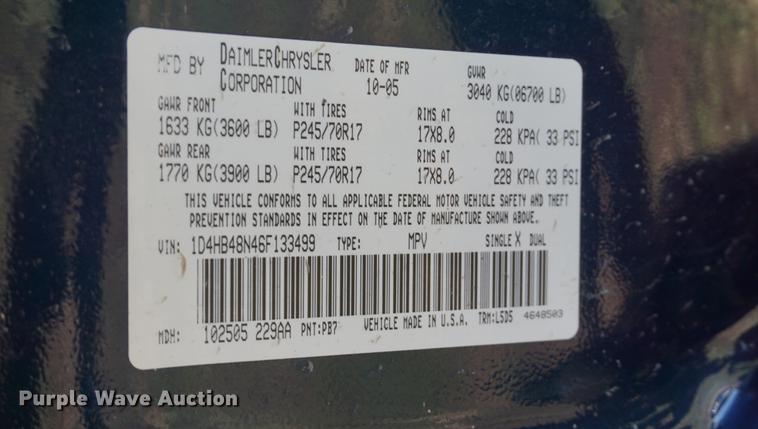 MFD BY DAIMLERCHRYSLER CORPORATION DATE OF MFR 10-05 GVWR 3040 KG(06700 LB)
GAWR FRONT WITH TIRES RIMS AT COLD
1633 KG(3600 LB) P245/70R17 17X8.0 228 KPA( 33 PSI
GAWR REAR WITH TIRES RIMS AT COLD
1770 KG(3900 LB) P245/70R17 17X8.0 228 KPA( 33 PSI
THIS VEHICLE CONFORMS TO ALL APPLICABLE FEDERAL MOTOR VEHICLE SAFETY AND THEFT
PREVENTION STANDARDS IN EFFECT ON THE DATE OF MANUFACTURE SHOWN ABOVE.
VIN: 1D4HB48N46F133499 TYPE: MPV SINGLE X DUAL
MDH: 102505 229AA PNT:PB7 VEHICLE MADE IN U.S.A. TRM:LSD5 4648503
Purple Wave Auction